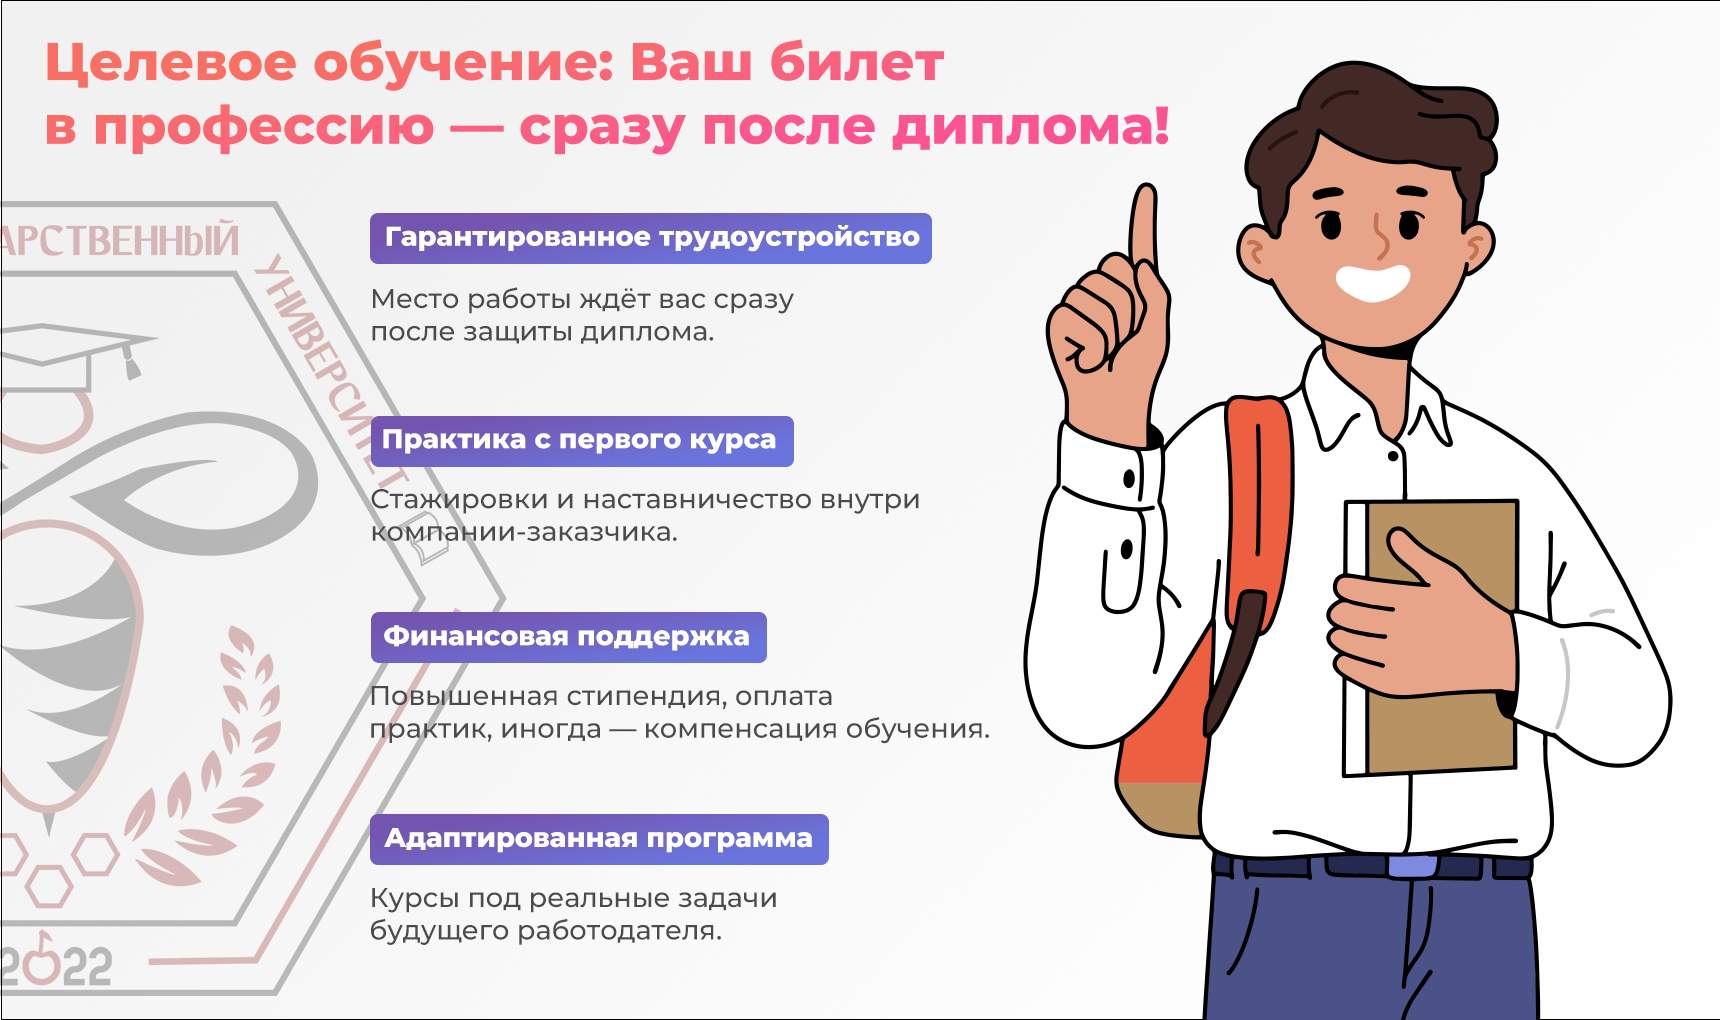 Целевое обучение: Ваш билет
в профессию — сразу после диплома!
АРСТВЕННЫЙ
УНИВЕРСИТЕТ
Гарантированное трудоустройство
Место работы ждёт вас сразу
после защиты диплома.
Практика с первого курса
Стажировки и наставничество внутри
компании-заказчика.
Финансовая поддержка
Повышенная стипендия, оплата
практик, иногда — компенсация обучения.
Адаптированная программа
Курсы под реальные задачи
будущего работодателя.
2022